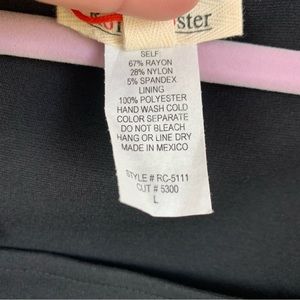 SELF:
67% RAYON
28% NYLON
5% SPANDEX
LINING
100% POLYESTER
HAND WASH COLD
COLOR SEPARATE
DO NOT BLEACH
HANG OR LINE DRY
MADE IN MEXICO
STYLE # RC-5111
CUT # 5300
L